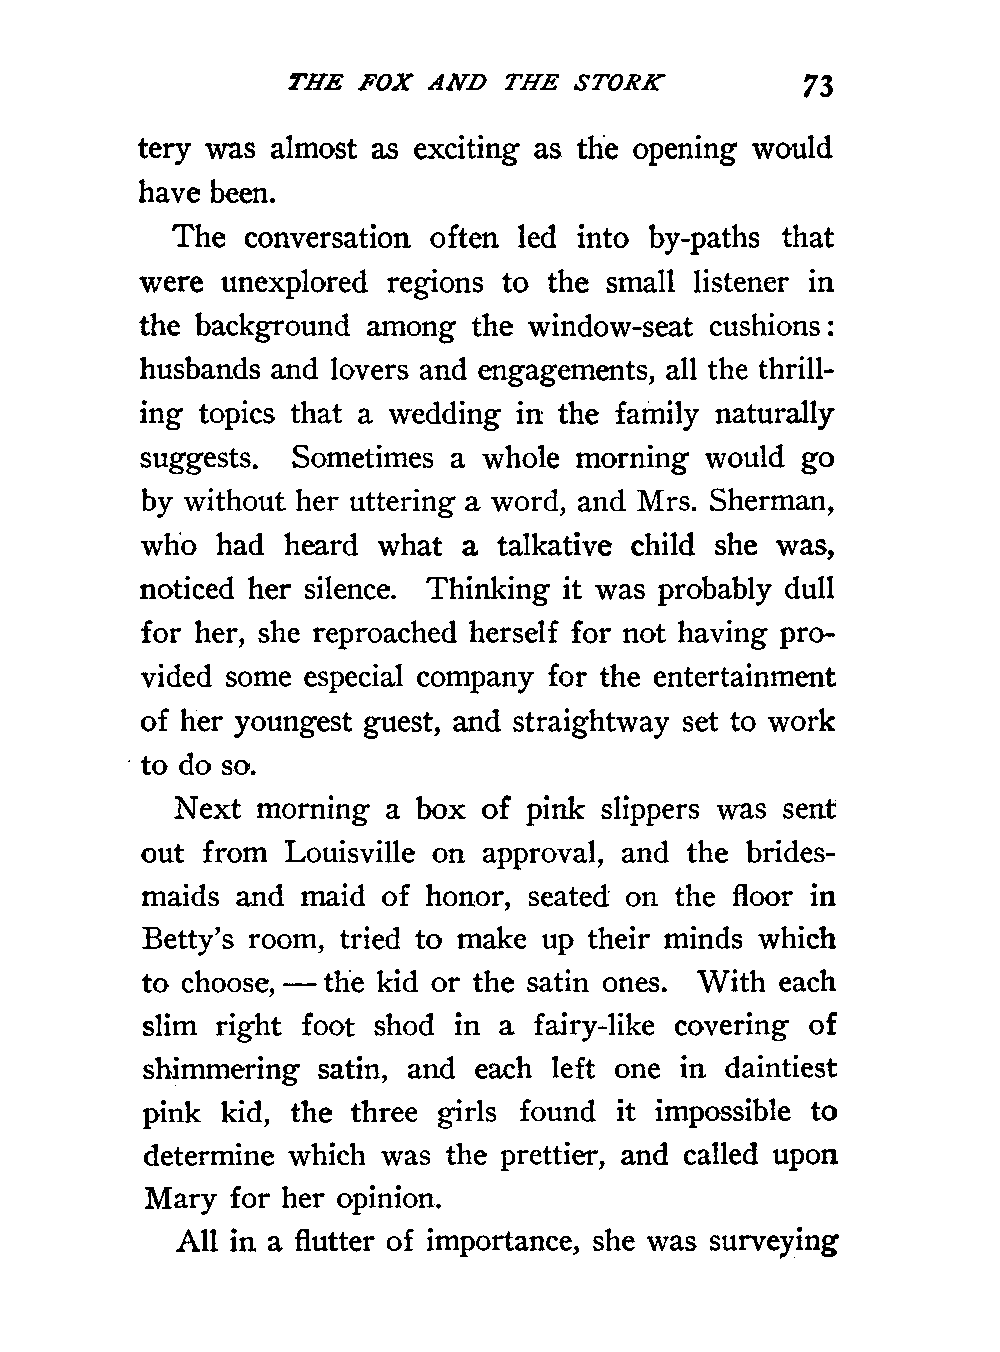 THE FOX AND THE STORK 73
tery was almost as exciting as the opening would
have been.
The conversation often led into by-paths that
were unexplored regions to the small listener in
the background among the window-seat cushions:
husbands and lovers and engagements, all the thrill-
ing topics that a wedding in the family naturally
suggests. Sometimes a whole morning would go
by without her uttering a word, and Mrs. Sherman,
who had heard what a talkative child she was,
noticed her silence. Thinking it was probably dull
for her, she reproached herself for not having pro-
vided some especial company for the entertainment
of her youngest guest, and straightway set to work
to do so.
Next morning a box of pink slippers was sent
out from Louisville on approval, and the brides-
maids and maid of honor, seated on the floor in
Betty's room, tried to make up their minds which
to choose, — the kid or the satin ones. With each
slim right foot shod in a fairy-like covering of
shimmering satin, and each left one in daintiest
pink kid, the three girls found it impossible to
determine which was the prettier, and called upon
Mary for her opinion.
All in a flutter of importance, she was surveying